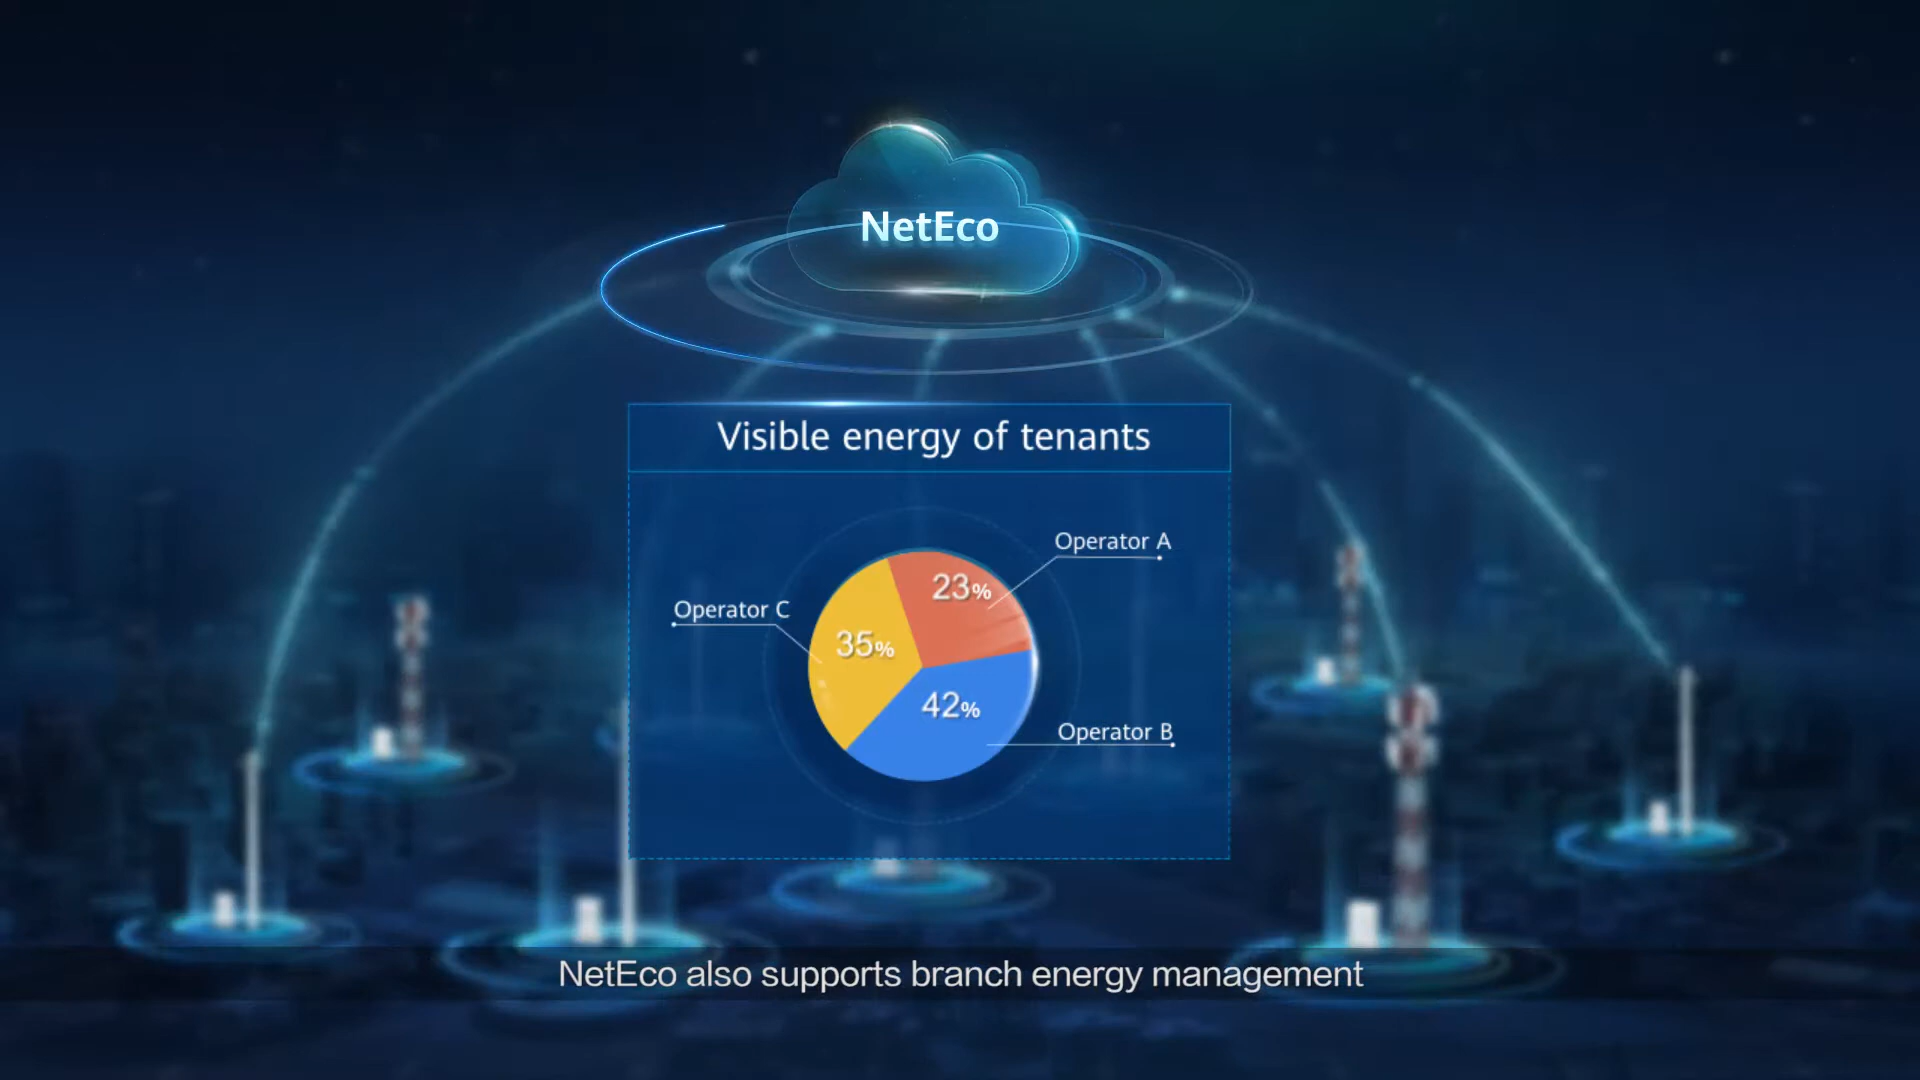 NetEco
Visible energy of tenants
Operator A
23%
Operator C
35%
42%
Operator B
NetEco also supports branch energy management